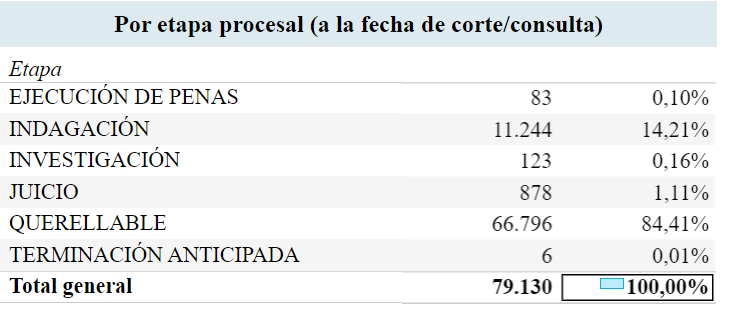 Por etapa procesal (a la fecha de corte/consulta)
Etapa
EJECUCIÓN DE PENAS 83 0,10%
INDAGACIÓN 11.244 14,21%
INVESTIGACIÓN 123 0,16%
JUICIO 878 1,11%
QUERELLABLE 66.796 84,41%
TERMINACIÓN ANTICIPADA 6 0,01%
Total general 79.130 100,00%